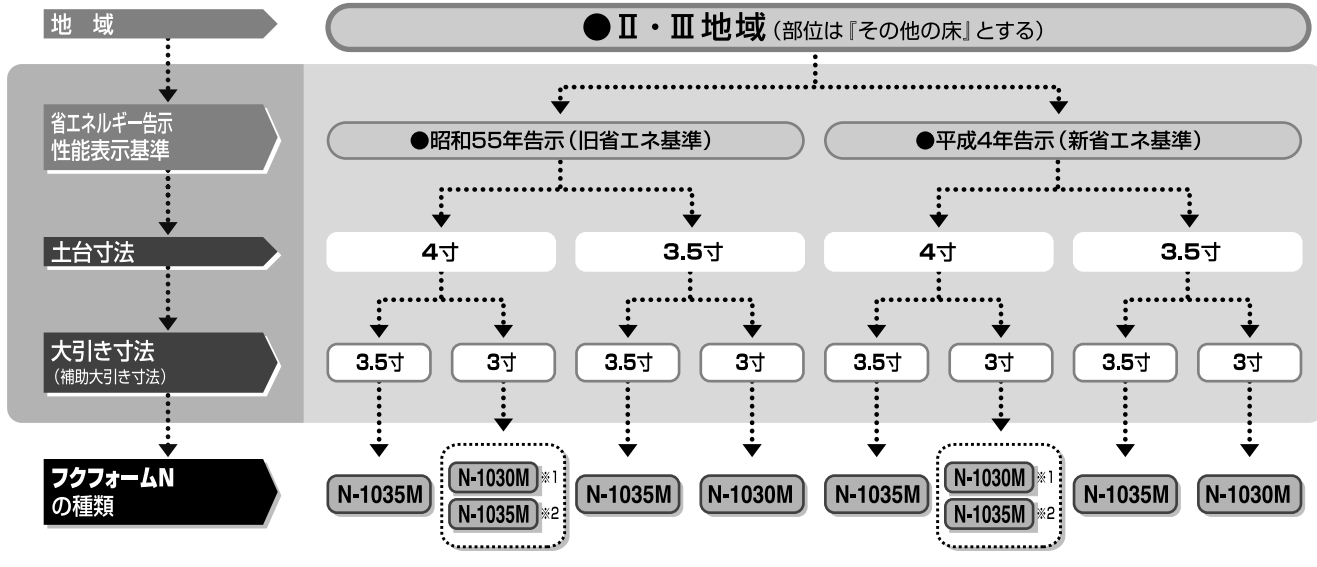 地　域
●Ⅱ・Ⅲ地域（部位は『その他の床』とする）
省エネルギー告示
性能表示基準
●昭和55年告示（旧省エネ基準）
●平成4年告示（新省エネ基準）
土台寸法
4寸
3.5寸
4寸
3.5寸
大引き寸法
（補助大引き寸法）
3.5寸
3寸
3.5寸
3寸
3.5寸
3寸
3.5寸
3寸
フクフォームN
の種類
N-1035M
N-1030M ※1
N-1035M ※2
N-1035M
N-1030M
N-1035M
N-1030M ※1
N-1035M ※2
N-1035M
N-1030M